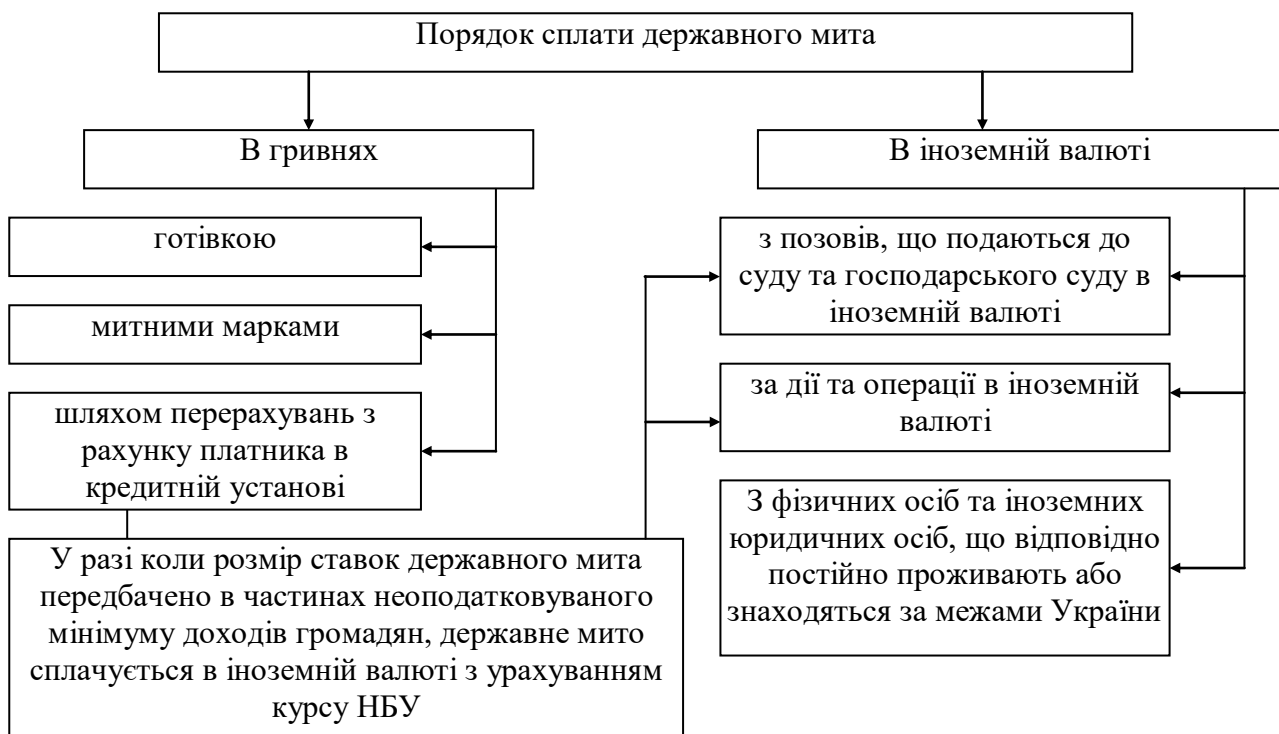 Порядок сплати державного мита
В гривнях
готівкою
митними марками
шляхом перерахувань з
рахунку платника в
кредитній установі
У разі коли розмір ставок державного мита
передбачено в частинах неоподатковуваного
мінімуму доходів громадян, державне мито
сплачується в іноземній валюті з урахуванням
курсу НБУ
В іноземній валюті
з позовів, що подаються до
суду та господарського суду в
іноземній валюті
за дії та операції в іноземній
валюті
З фізичних осіб та іноземних
юридичних осіб, що відповідно
постійно проживають або
знаходяться за межами України